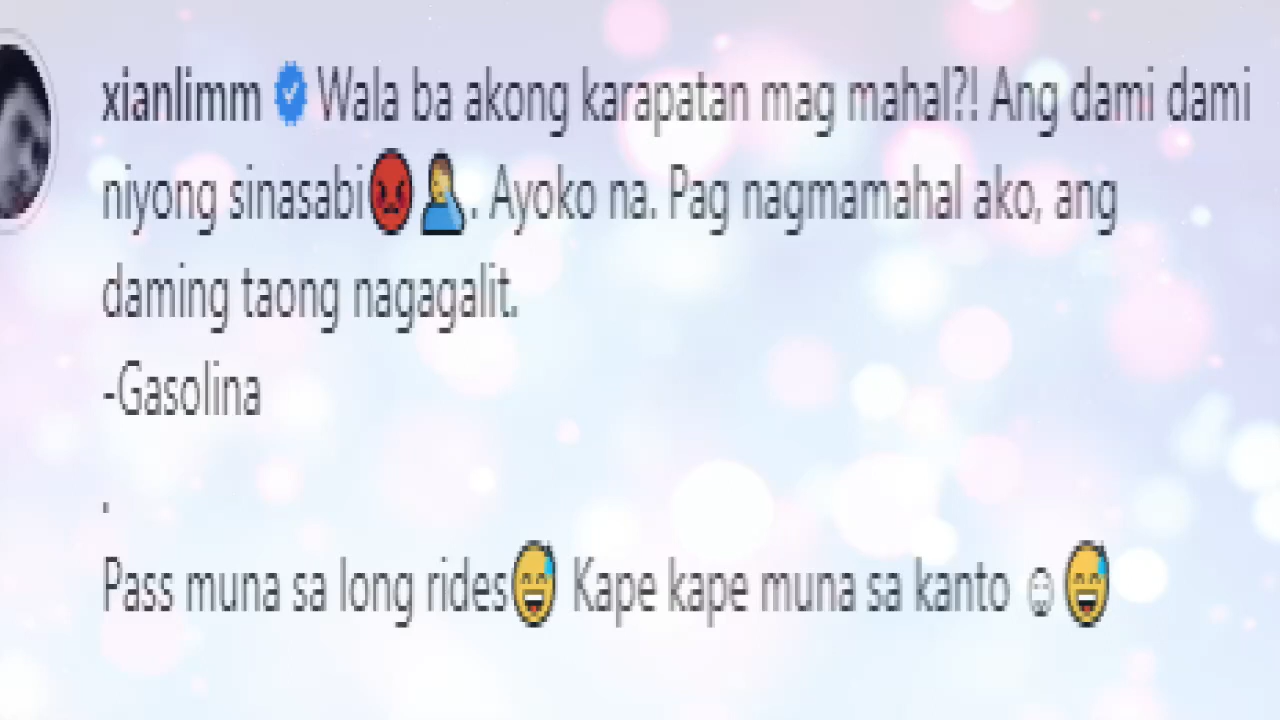 xianlimm Wala ba akong karapatan mag mahal?! Ang dami dami
niyong sinasabi😡🤦. Ayoko na. Pag nagmamahal ako, ang
daming taong nagagalit.
-Gasolina
.
Pass muna sa long rides😅 Kape kape muna sa kanto ☺😅